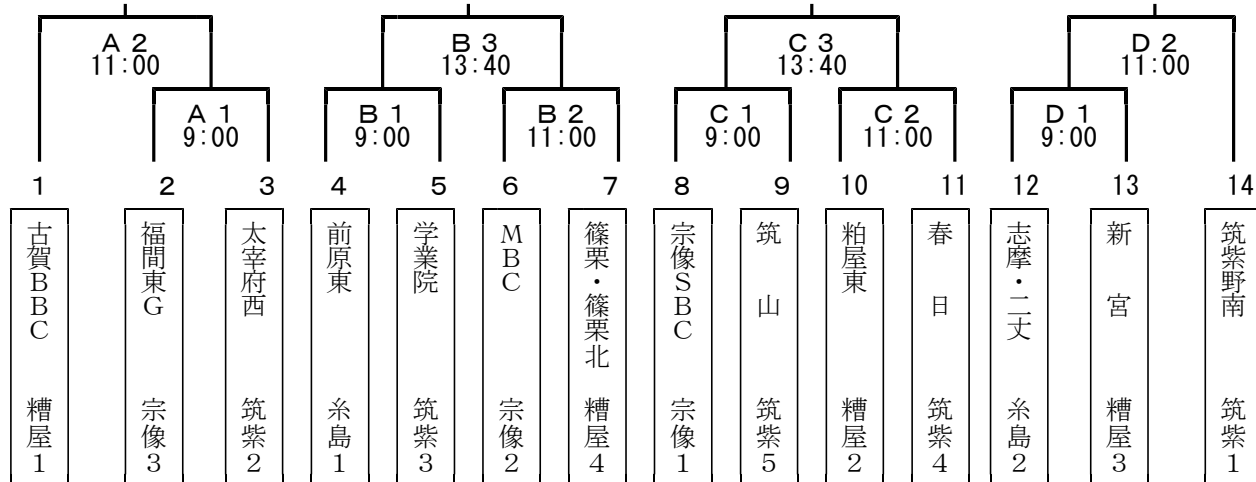 A 2
11:00
B 3
13:40
C 3
13:40
D 2
11:00
A 1
9:00
B 1
9:00
B 2
11:00
C 1
9:00
C 2
11:00
D 1
9:00
1
2
3
4
5
6
7
8
9
10
11
12
13
14
古賀BBC 糟屋1
福間東G 宗像3
太宰府西 筑紫2
前原東 糸島1
学業院 筑紫3
MBC 宗像2
篠栗・篠栗北 糟屋4
宗像SBC 宗像1
筑山 筑紫5
粕屋東 糟屋2
春日 筑紫4
志摩・二丈 糸島2
新宮 糟屋3
筑紫野南 筑紫1